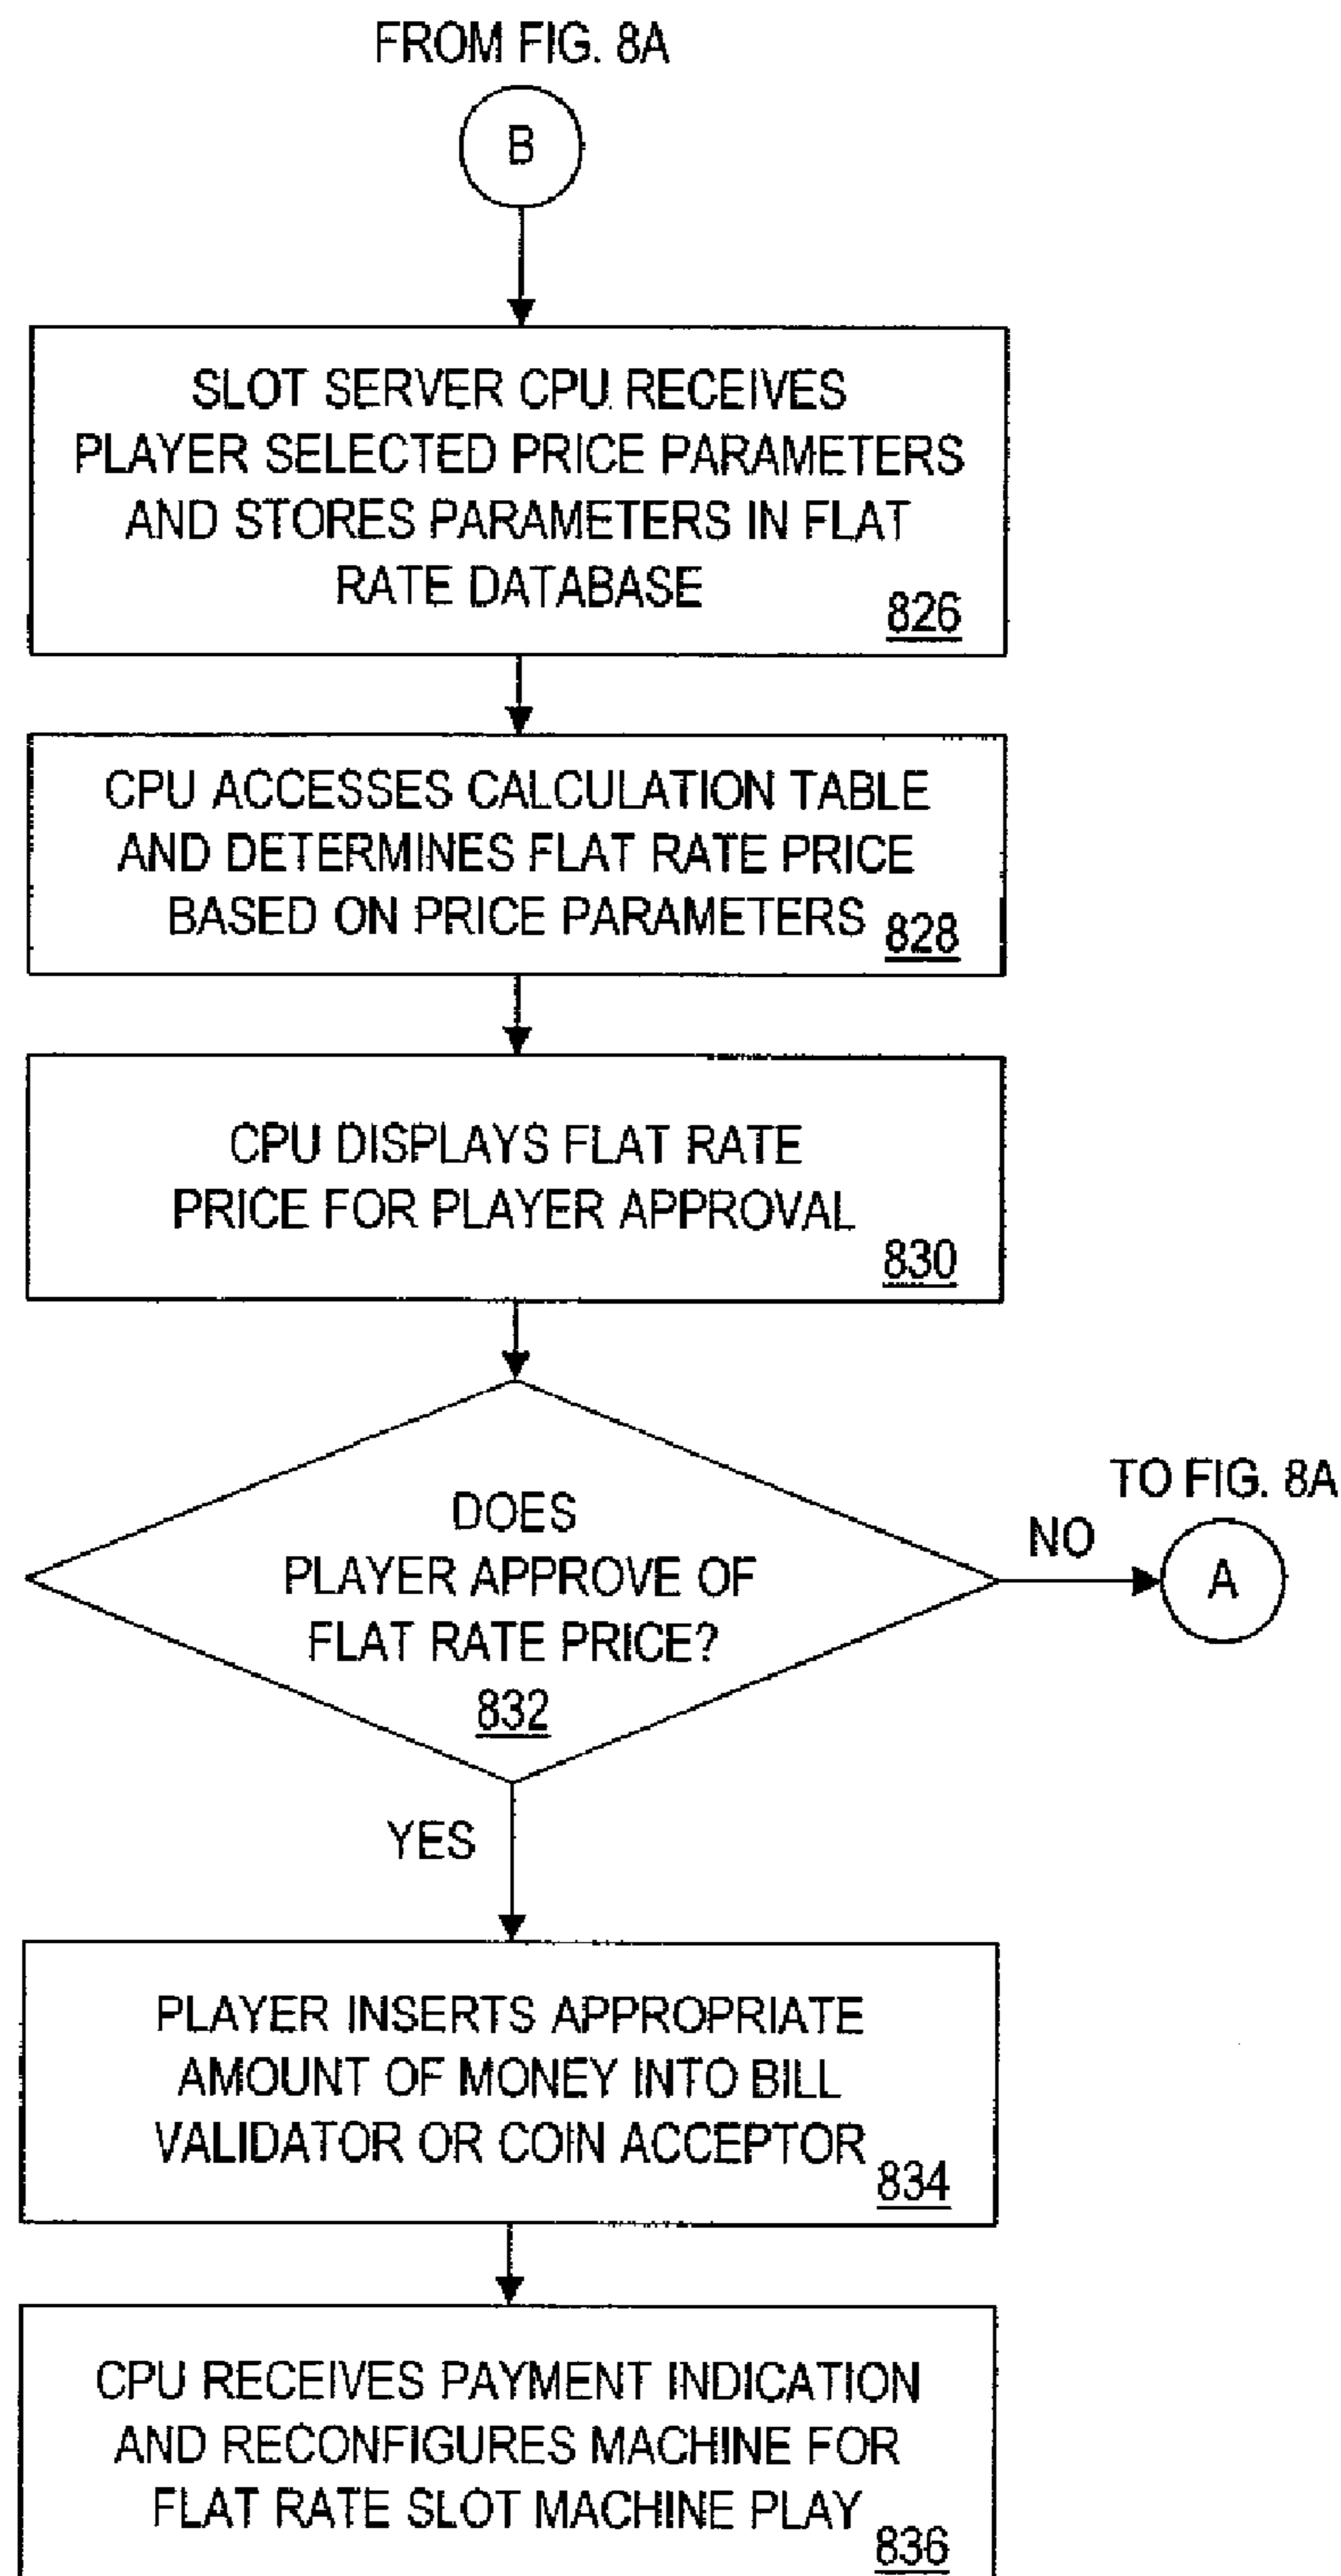 FROM FIG. 8A
B
SLOT SERVER CPU RECEIVES
PLAYER SELECTED PRICE PARAMETERS
AND STORES PARAMETERS IN FLAT
RATE DATABASE
826
CPU ACCESSES CALCULATION TABLE
AND DETERMINES FLAT RATE PRICE
BASED ON PRICE PARAMETERS
828
CPU DISPLAYS FLAT RATE
PRICE FOR PLAYER APPROVAL
830
DOES
PLAYER APPROVE OF
FLAT RATE PRICE?
832
NO
TO FIG. 8A
A
YES
PLAYER INSERTS APPROPRIATE
AMOUNT OF MONEY INTO BILL
VALIDATOR OR COIN ACCEPTOR
834
CPU RECEIVES PAYMENT INDICATION
AND RECONFIGURES MACHINE FOR
FLAT RATE SLOT MACHINE PLAY
836